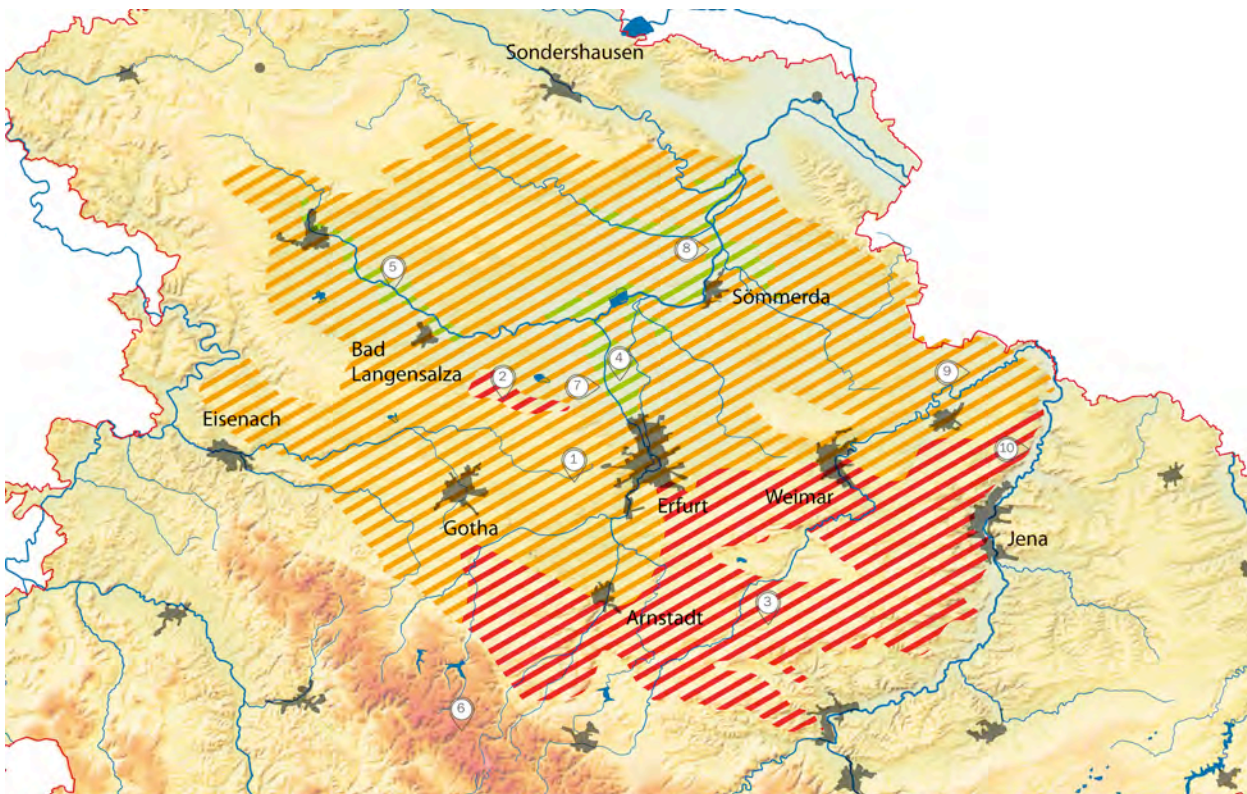 Sondershausen
5
8
Sömmerda
Bad
Langensalza
2
7
4
9
Eisenach
1
10
Weimar
Erfurt
Gotha
Jena
3
Arnstadt
6